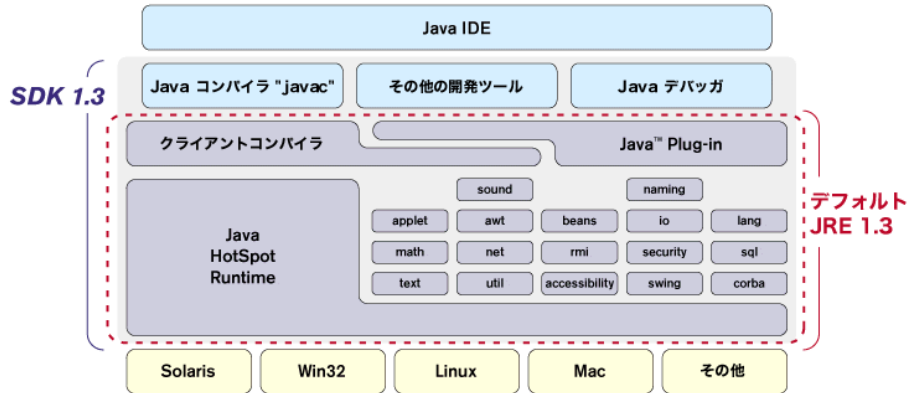 Java IDE
SDK 1.3
Java コンパイラ "javac"
その他の開発ツール
Java デバッガ
クライアントコンパイラ
Java™ Plug-in
デフォルト
JRE 1.3
Java
HotSpot
Runtime
sound
naming
applet
awt
beans
io
lang
math
net
rmi
security
sql
text
util
accessibility
swing
corba
Solaris
Win32
Linux
Mac
その他